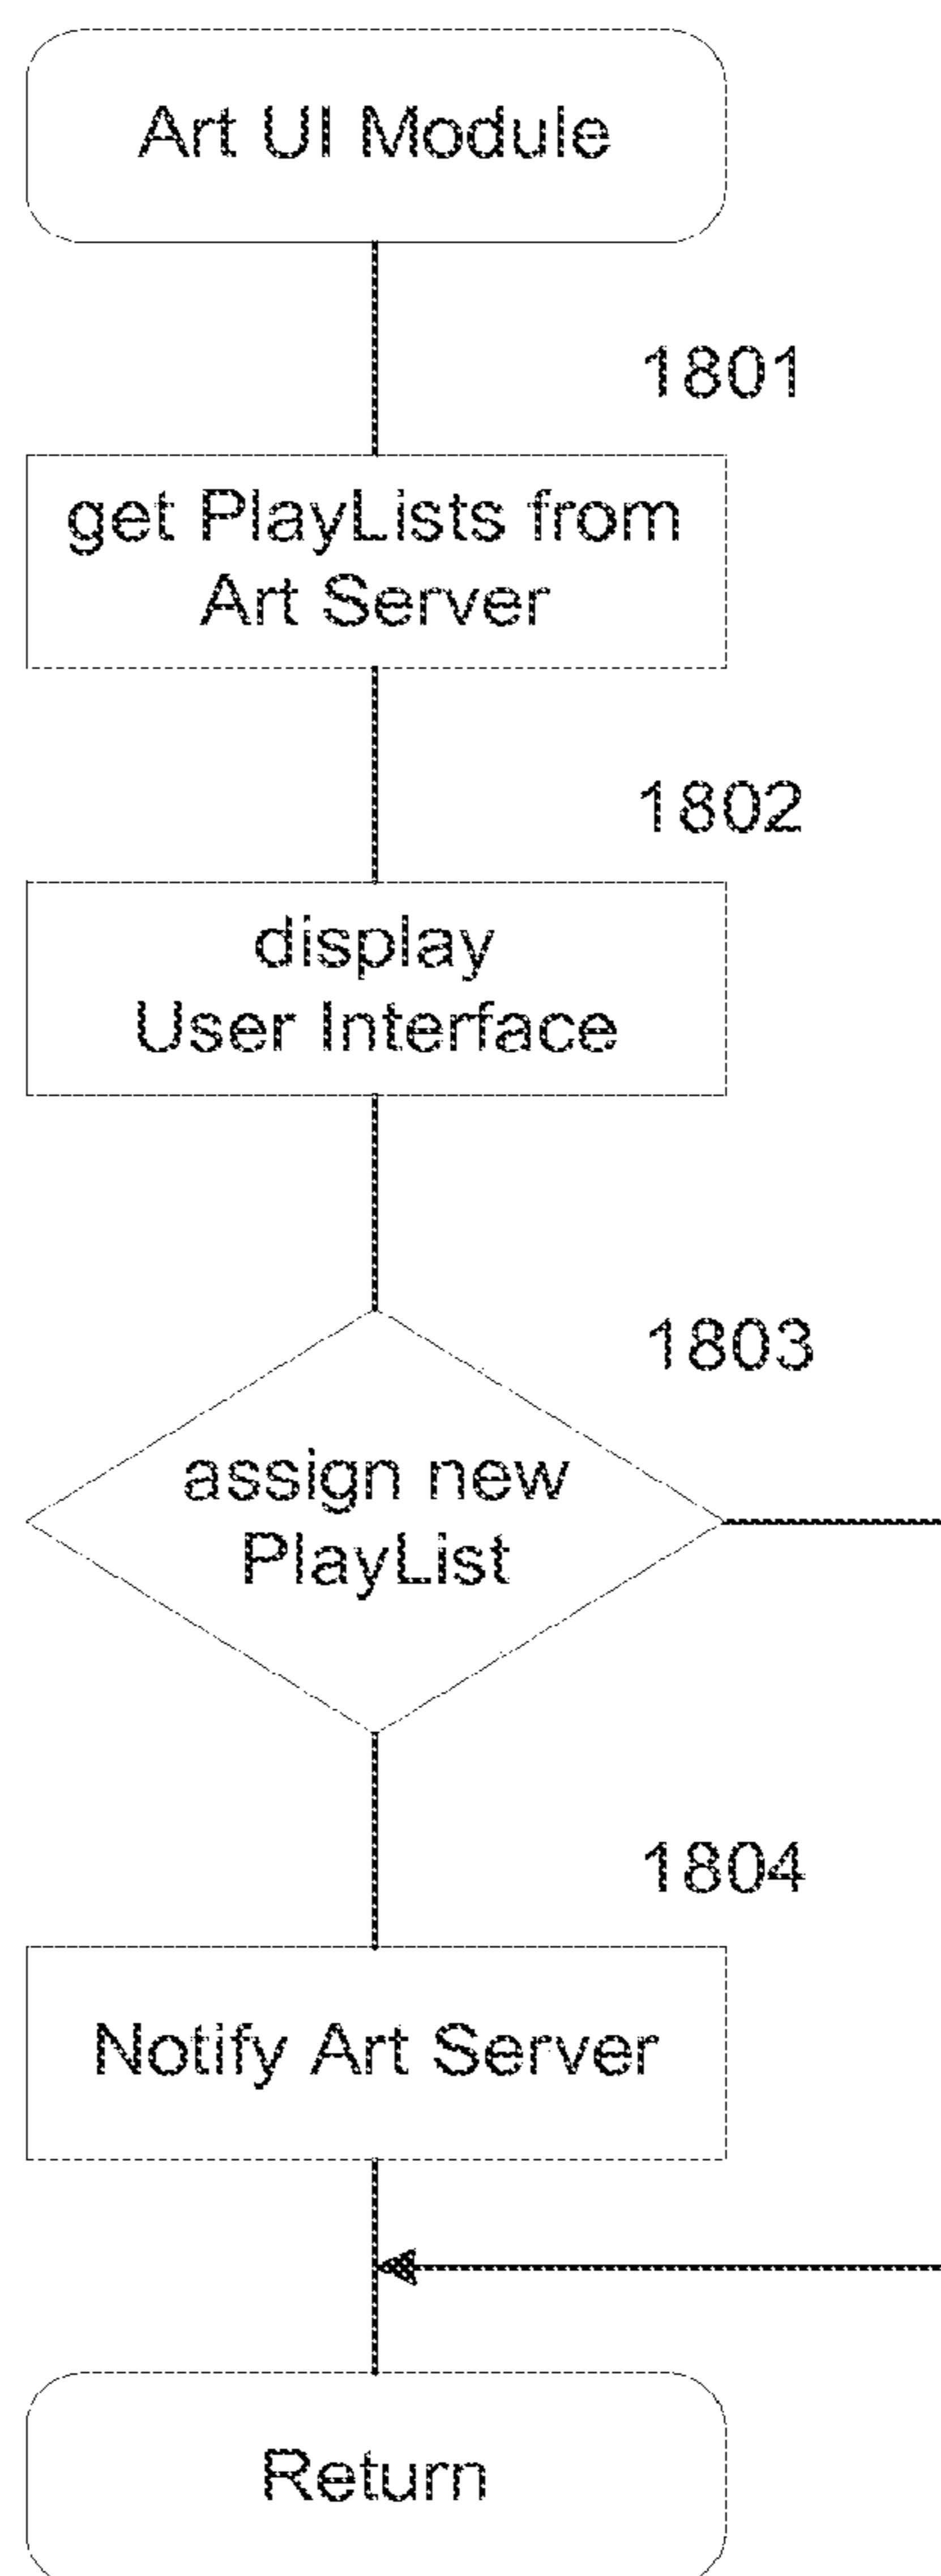 Art UI Module
1801
get PlayLists from
Art Server
1802
display
User Interface
1803
assign new
PlayList
1804
Notify Art Server
Return